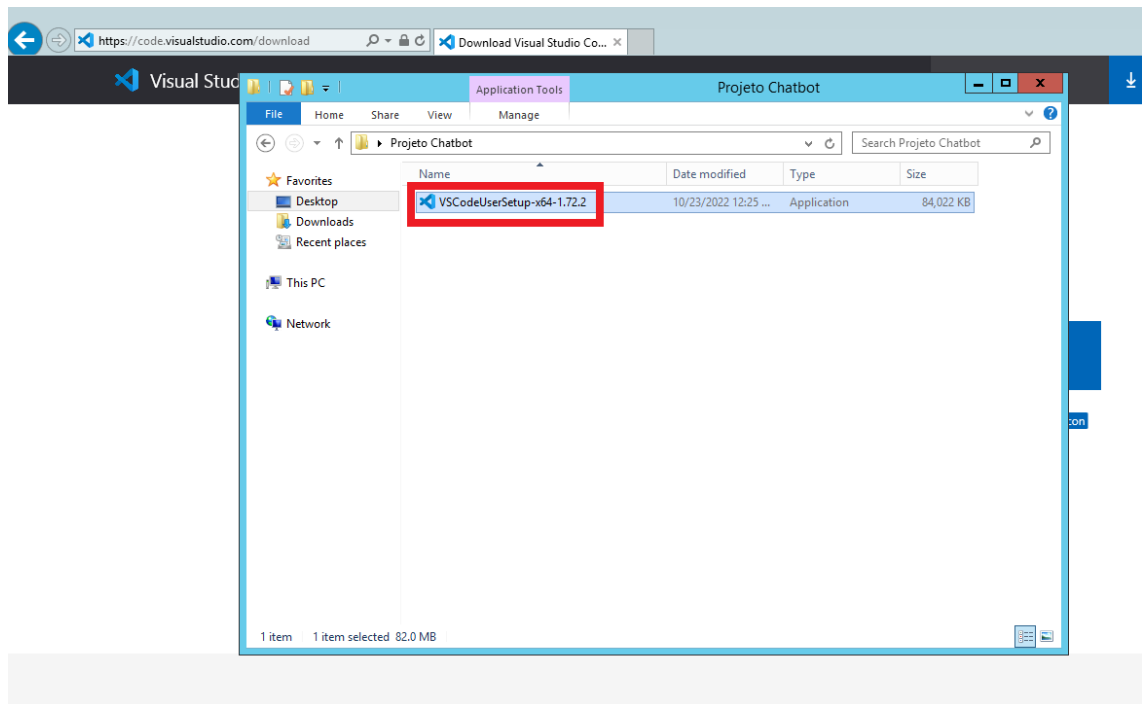 https://code.visualstudio.com/download
Download Visual Studio Co...
Visual Stud
Application Tools
Projeto Chatbot
File Home Share View Manage
Projeto Chatbot
Search Projeto Chatbot
Name Date modified Type Size
Favorites
VSCodeUserSetup-x64-1.72.2 10/23/2022 12:25 ... Application 84,022 KB
Desktop
Downloads
Recent places
This PC
Network
con
1 item 1 item selected 82.0 MB